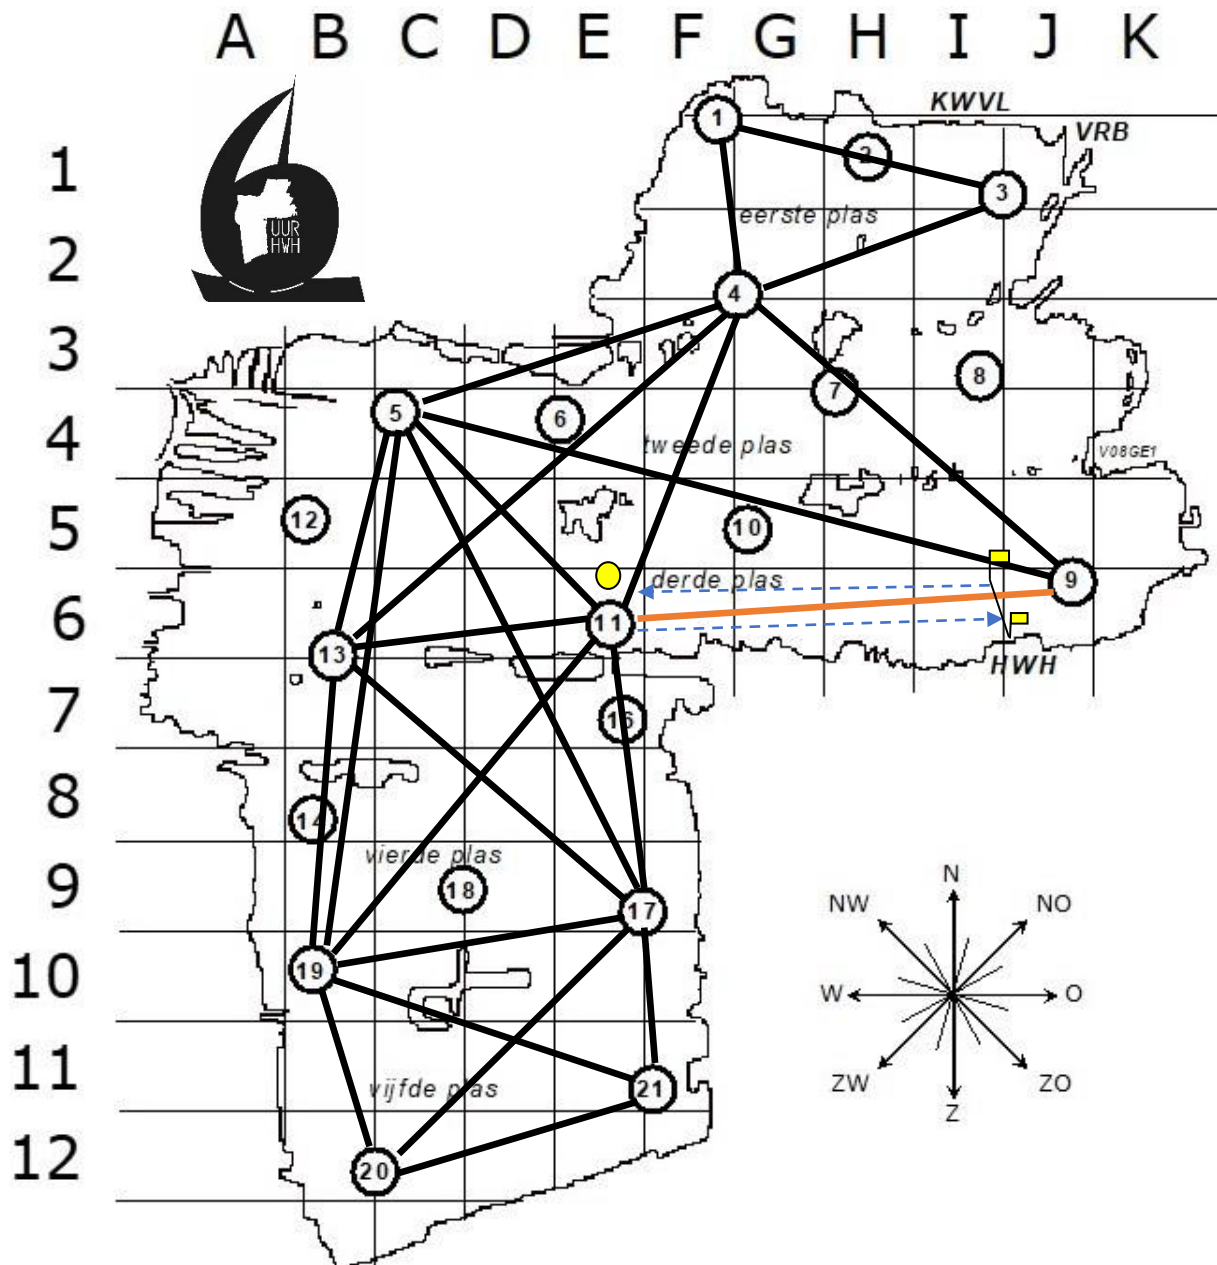 A B C D E F G H I J K
KWVL
1
VRB
2
1
3
UUR
HWH
eerste plas
2
4
3
8
7
5
6
4
tweede plas
V08GE1
12
10
5
derde plas
9
6
11
13
HWH
7
16
8
14
vierde plas
9
18
17
N
NW
NO
10
19
W
O
11
ZW
ZO
vijfde plas
21
Z
12
20